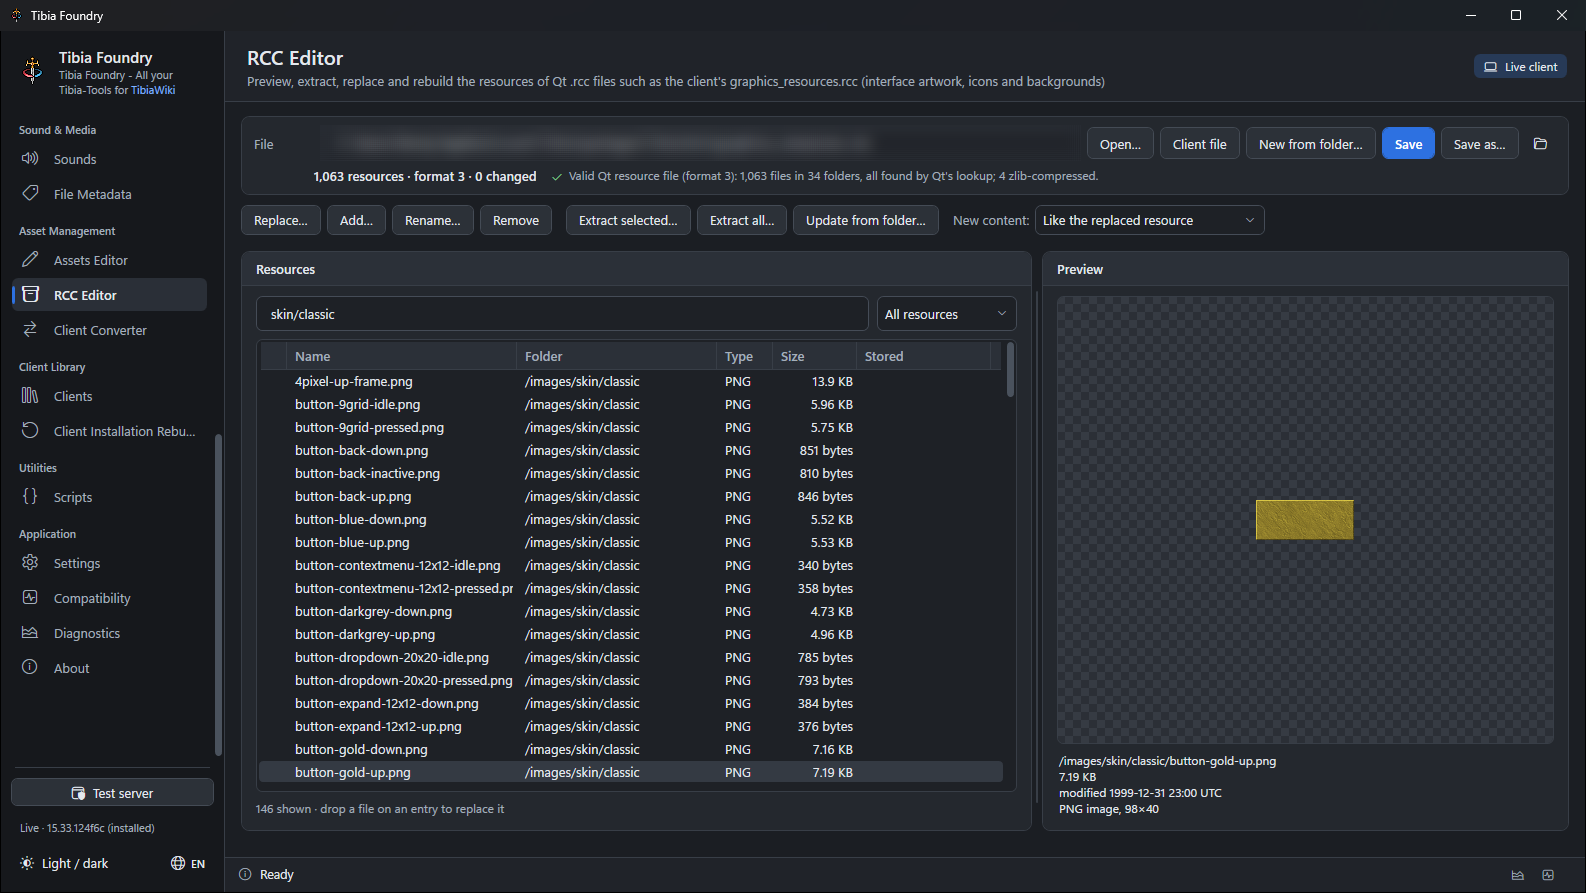 Tibia Foundry
Tibia Foundry
Tibia Foundry - All your
Tibia-Tools for TibiaWiki
Sound & Media
Sounds
File Metadata
Asset Management
Assets Editor
RCC Editor
Client Converter
Client Library
Clients
Client Installation Rebu...
Utilities
Scripts
Application
Settings
Compatibility
Diagnostics
About
Test server
Live · 15.33.124f6c (installed)
Light / dark
EN
RCC Editor
Preview, extract, replace and rebuild the resources of Qt .rcc files such as the client's graphics_resources.rcc (interface artwork, icons and backgrounds)
Live client
File
Open...
Client file
New from folder...
Save
Save as...
1,063 resources · format 3 · 0 changed
Valid Qt resource file (format 3): 1,063 files in 34 folders, all found by Qt's lookup; 4 zlib-compressed.
Replace...
Add...
Rename...
Remove
Extract selected...
Extract all...
Update from folder...
New content:
Like the replaced resource
Resources
skin/classic
All resources
Name Folder Type Size Stored
4pixel-up-frame.png /images/skin/classic PNG 13.9 KB
button-9grid-idle.png /images/skin/classic PNG 5.96 KB
button-9grid-pressed.png /images/skin/classic PNG 5.75 KB
button-back-down.png /images/skin/classic PNG 851 bytes
button-back-inactive.png /images/skin/classic PNG 810 bytes
button-back-up.png /images/skin/classic PNG 846 bytes
button-blue-down.png /images/skin/classic PNG 5.52 KB
button-blue-up.png /images/skin/classic PNG 5.53 KB
button-contextmenu-12x12-idle.png /images/skin/classic PNG 340 bytes
button-contextmenu-12x12-pressed.pr /images/skin/classic PNG 358 bytes
button-darkgrey-down.png /images/skin/classic PNG 4.73 KB
button-darkgrey-up.png /images/skin/classic PNG 4.96 KB
button-dropdown-20x20-idle.png /images/skin/classic PNG 785 bytes
button-dropdown-20x20-pressed.png /images/skin/classic PNG 793 bytes
button-expand-12x12-down.png /images/skin/classic PNG 384 bytes
button-expand-12x12-up.png /images/skin/classic PNG 376 bytes
button-gold-down.png /images/skin/classic PNG 7.16 KB
button-gold-up.png /images/skin/classic PNG 7.19 KB
146 shown · drop a file on an entry to replace it
Preview
/images/skin/classic/button-gold-up.png
7.19 KB
modified 1999-12-31 23:00 UTC
PNG image, 98×40
Ready